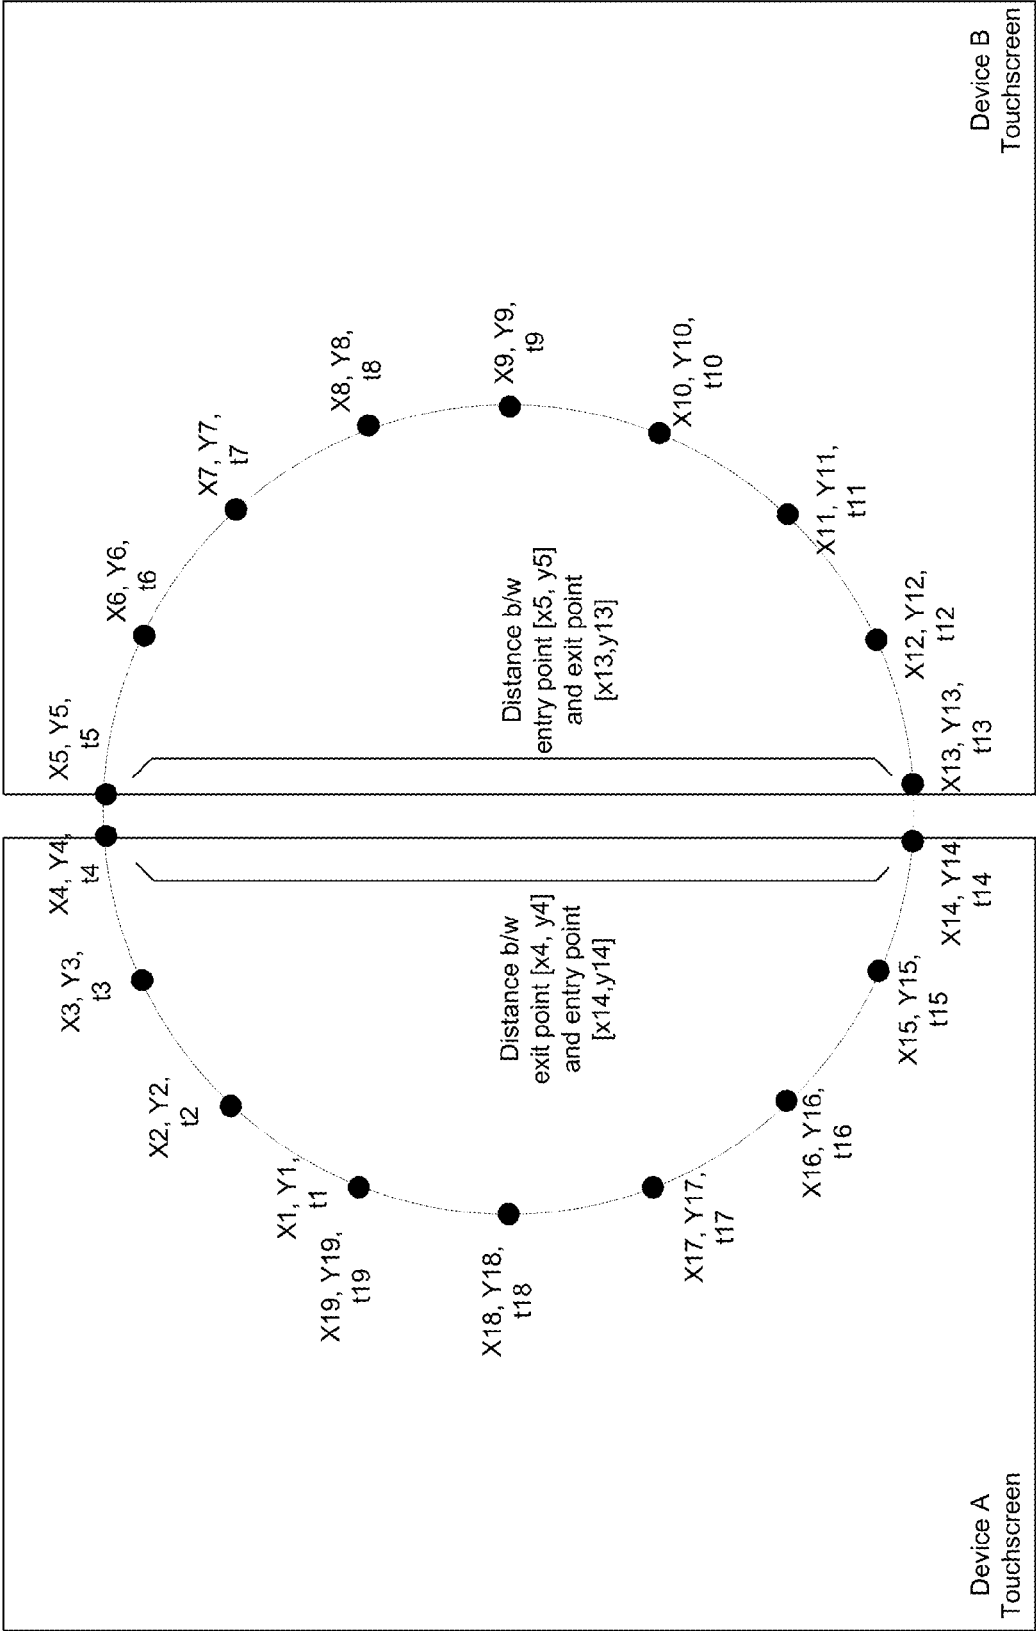 X1, Y1,
t1
X2, Y2,
t2
X3, Y3,
t3
X4, Y4,
t4
X5, Y5,
t5
X6, Y6,
t6
X7, Y7,
t7
X8, Y8,
t8
X9, Y9,
t9
X10, Y10,
t10
X11, Y11,
t11
X12, Y12,
t12
X13, Y13,
t13
X14, Y14,
t14
X15, Y15,
t15
X16, Y16,
t16
X17, Y17,
t17
X18, Y18,
t18
X19, Y19,
t19
Distance b/w
exit point [x4, y4]
and entry point
[x14,y14]
Distance b/w
entry point [x5, y5]
and exit point
[x13,y13]
Device A
Touchscreen
Device B
Touchscreen